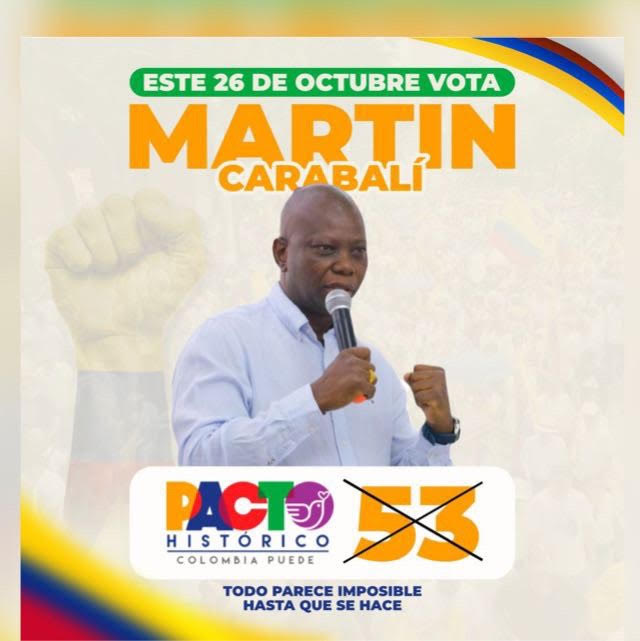 ESTE 26 DE OCTUBRE VOTA
MARTIN
CARABALÍ
PACTO
HISTÓRICO
COLOMBIA PUEDE
53
TODO PARECE IMPOSIBLE
HASTA QUE SE HACE